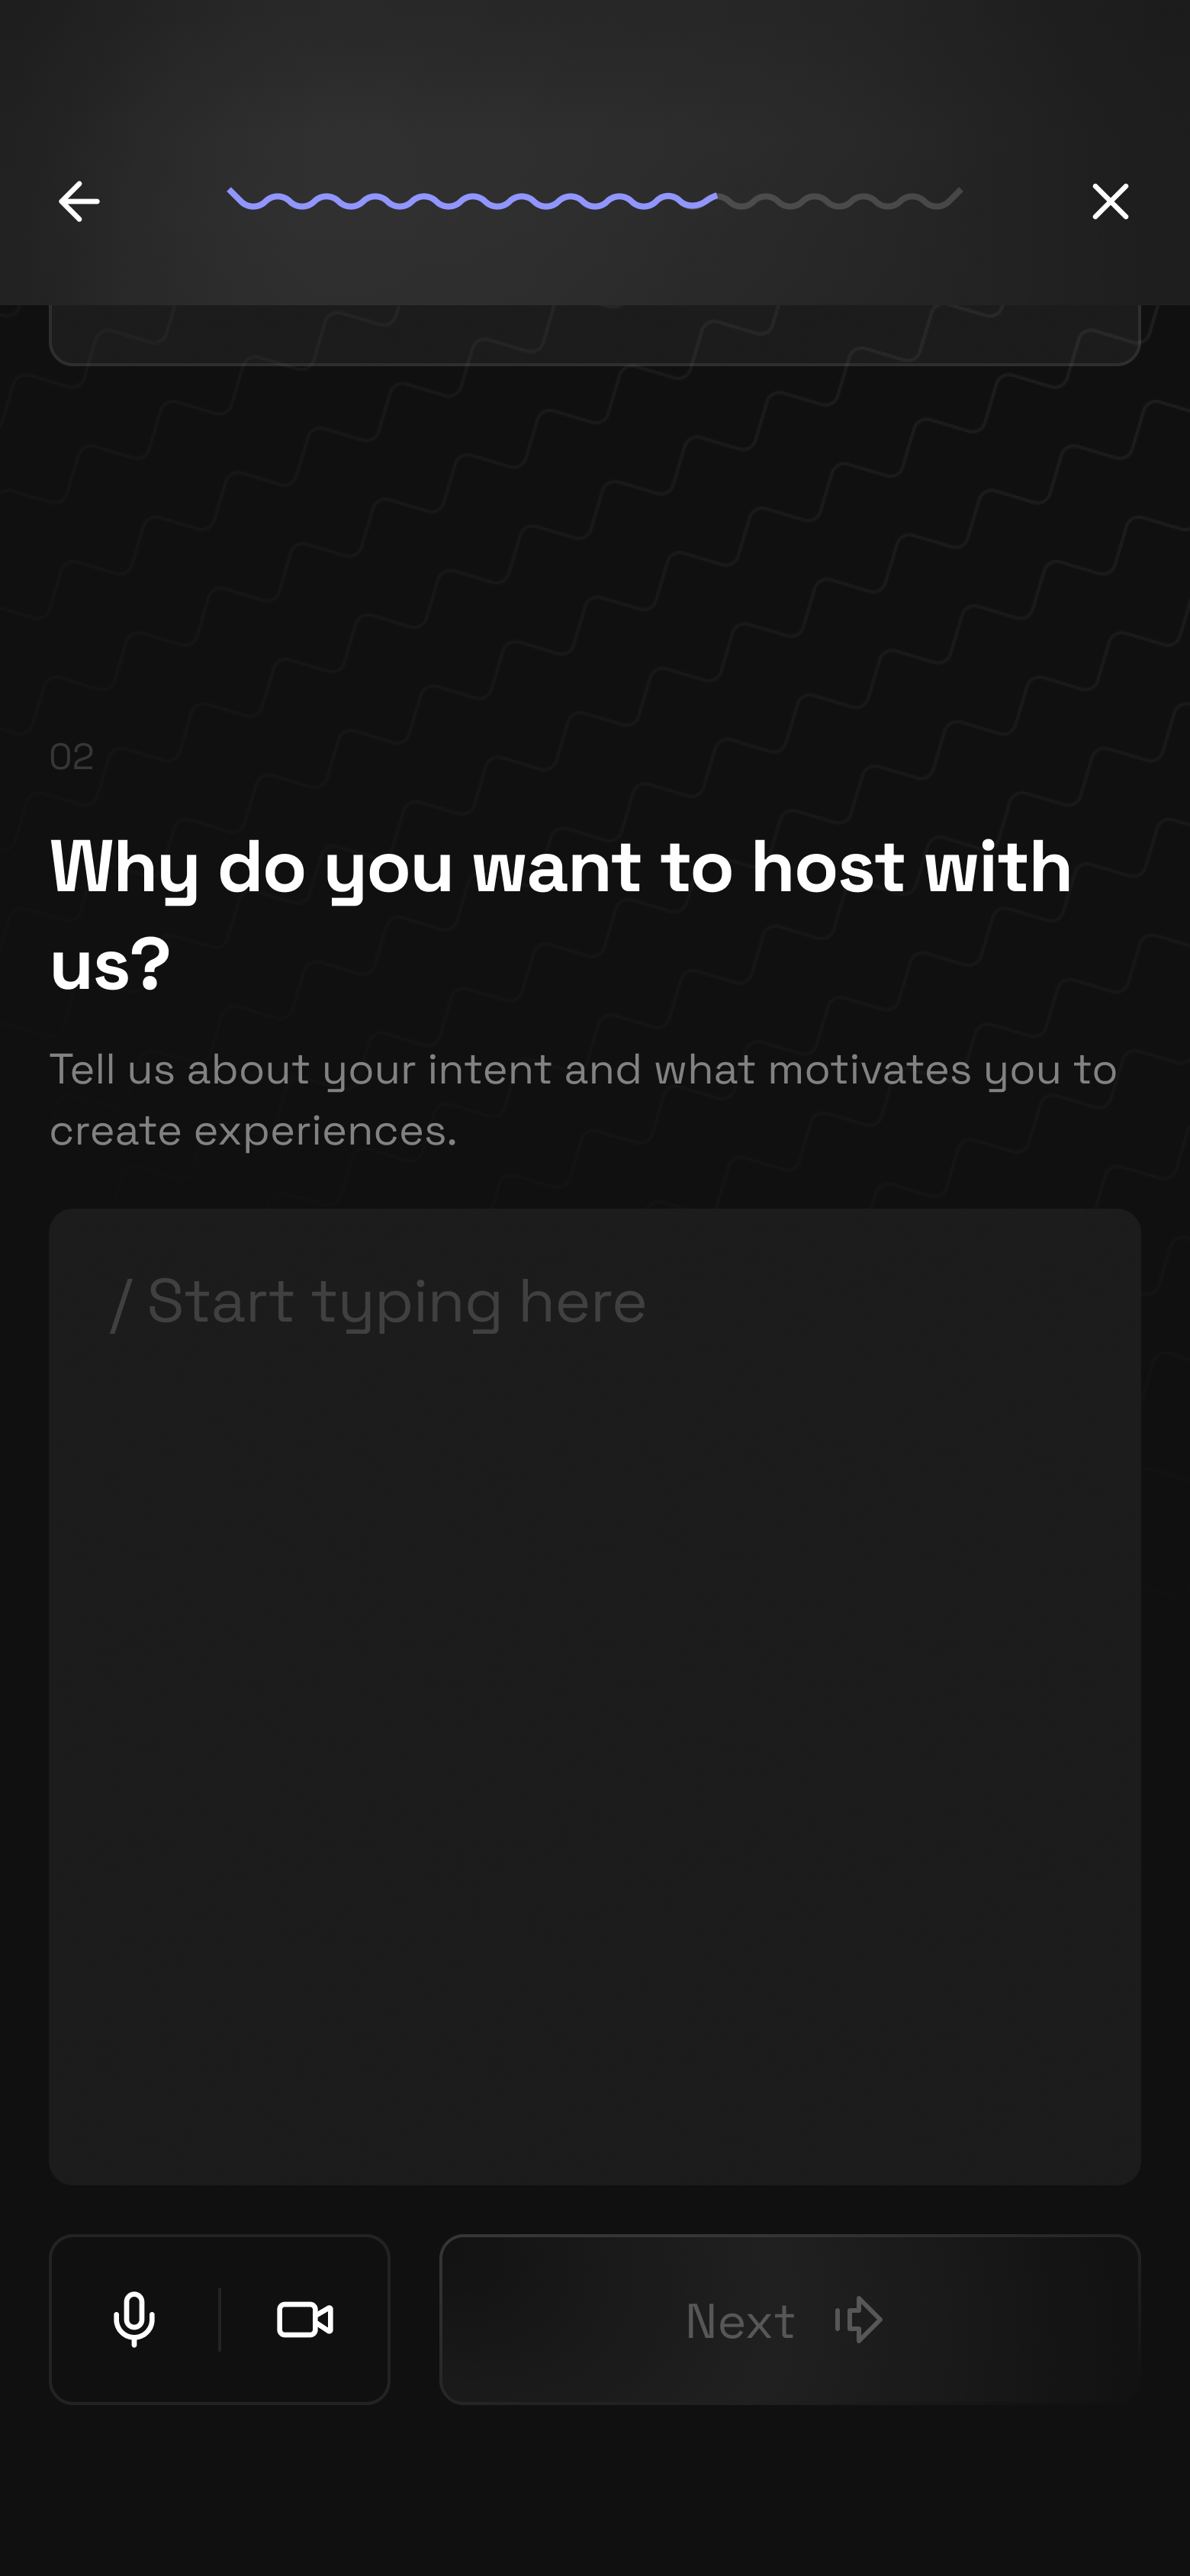 02
Why do you want to host with
us?
Tell us about your intent and what motivates you to
create experiences.
/ Start typing here
Next